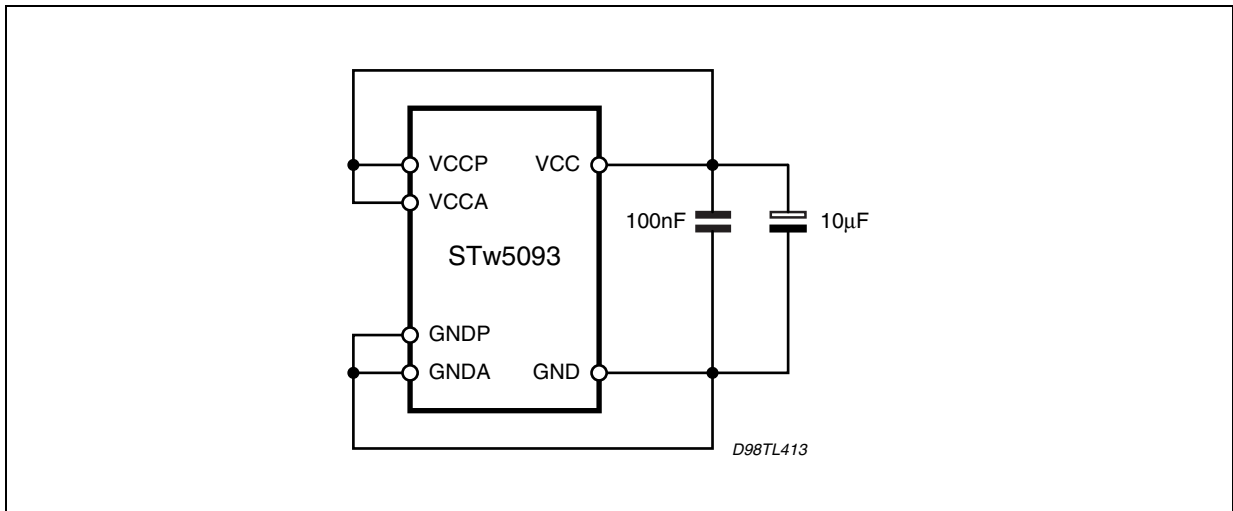 VCCP VCC
VCCA
100nF 10μF
STw5093
GNDP
GNDA GND
D98TL413